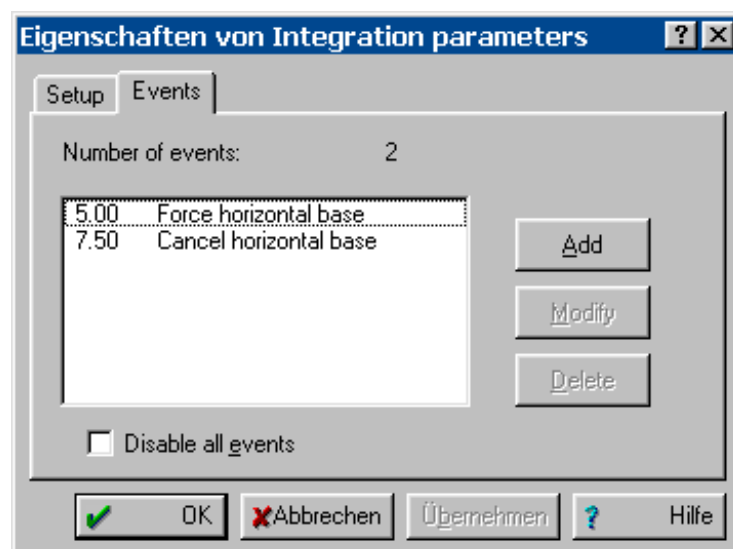 Eigenschaften von Integration parameters
Setup Events
Number of events: 2
5.00 Force horizontal base
7.50 Cancel horizontal base
Add
Modify
Delete
Disable all events
OK Abbrechen Übernehmen ? Hilfe